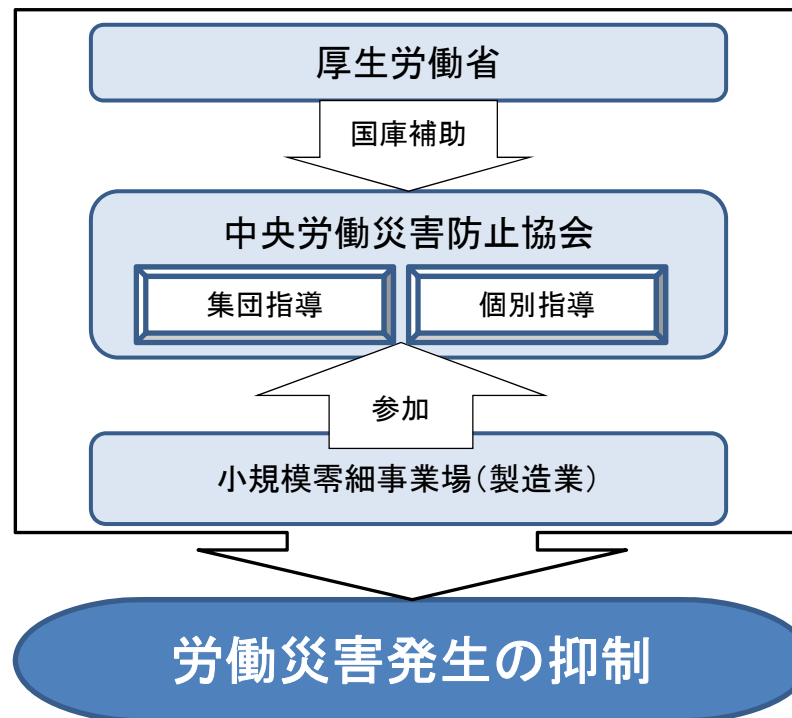 厚生労働省
国庫補助
中央労働災害防止協会
集団指導
個別指導
参加
小規模零細事業場(製造業)
労働災害発生の抑制